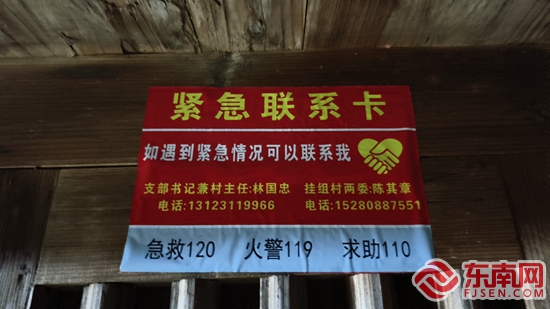 紧急联系卡
如遇到紧急情况可以联系我
支部书记兼村主任:林国忠 挂组村两委:陈其章
电话:13123119966 电话:15280887551
急救120 火警119 求助110
东南网
FJSEN.COM